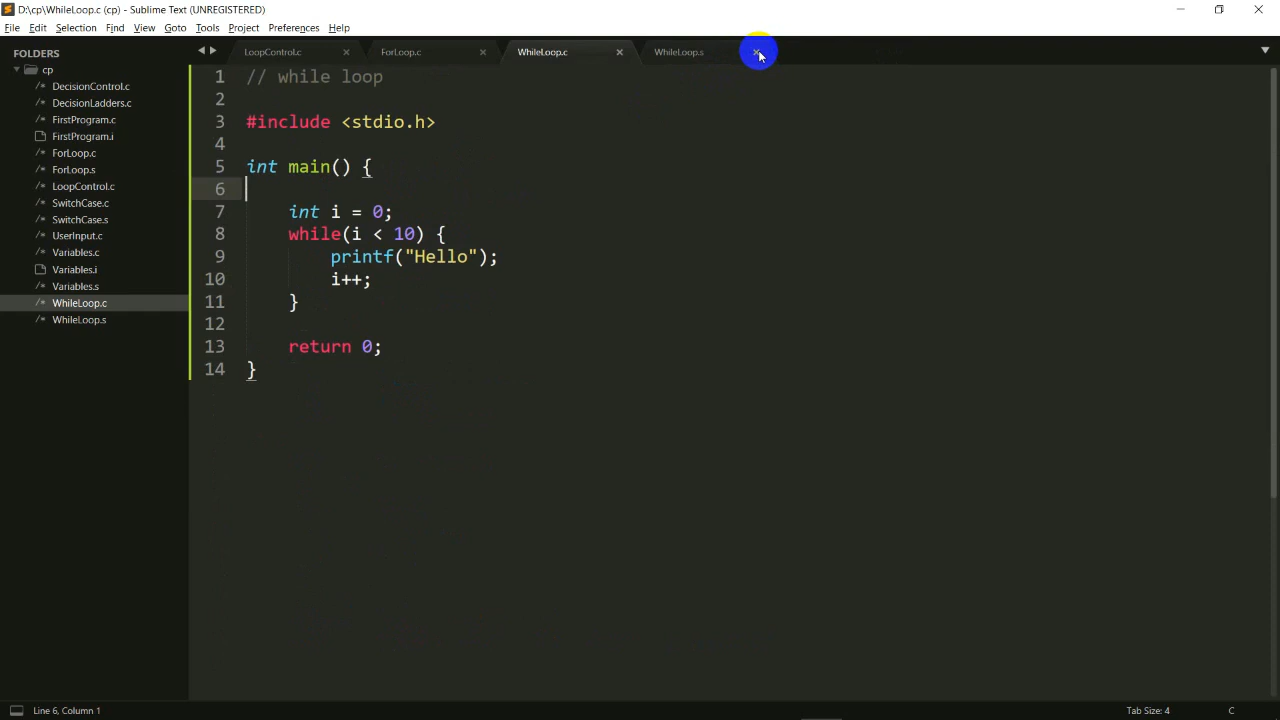 D:\cp\WhileLoop.c (cp) - Sublime Text (UNREGISTERED)
File Edit Selection Find View Goto Tools Project Preferences Help
FOLDERS
cp
/* DecisionControl.c
/* DecisionLadders.c
/* FirstProgram.c
FirstProgram.i
/* ForLoop.c
/* ForLoop.s
/* LoopControl.c
/* SwitchCase.c
/* SwitchCase.s
/* UserInput.c
/* Variables.c
Variables.i
/* Variables.s
/* WhileLoop.c
/* WhileLoop.s
LoopControl.c ForLoop.c WhileLoop.c WhileLoop.s
1 // while loop
2
3 #include <stdio.h>
4
5 int main() {
6
7 int i = 0;
8 while(i < 10) {
9 printf("Hello");
10 i++;
11 }
12
13 return 0;
14 }
Line 6, Column 1 Tab Size: 4 C